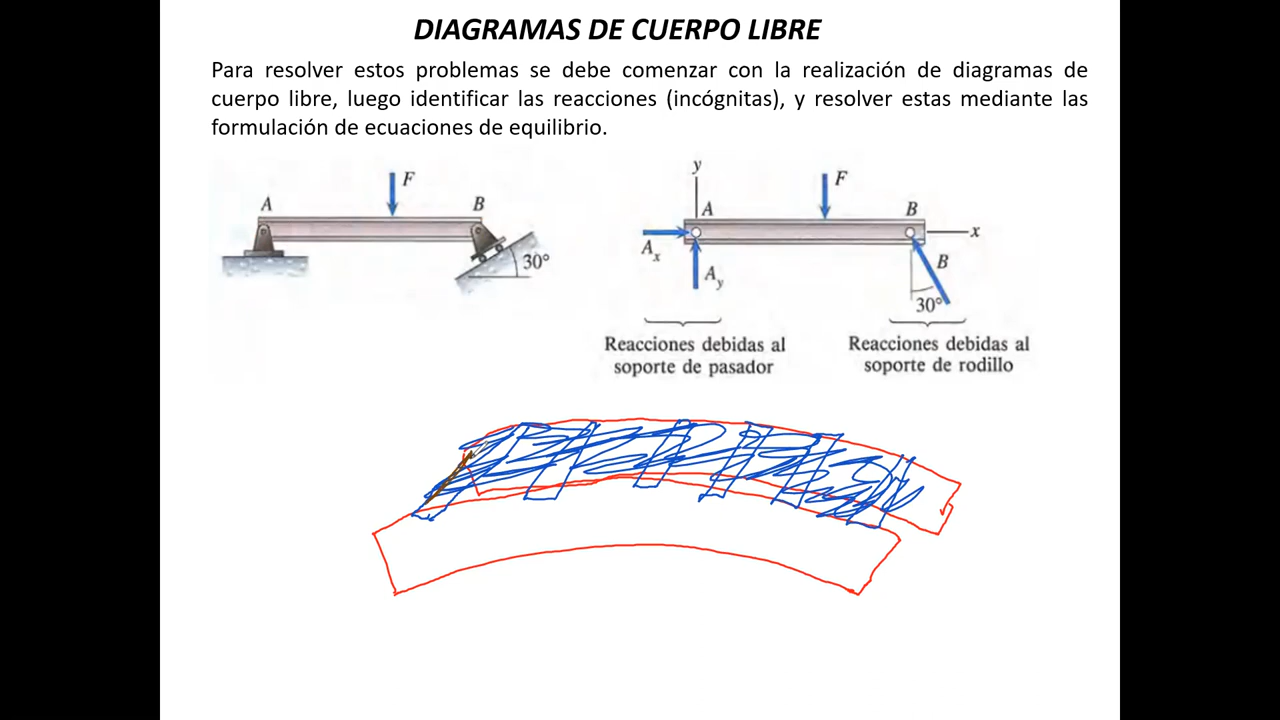 DIAGRAMAS DE CUERPO LIBRE
Para resolver estos problemas se debe comenzar con la realización de diagramas de
cuerpo libre, luego identificar las reacciones (incógnitas), y resolver estas mediante las
formulación de ecuaciones de equilibrio.
A
F
B
30°
y
A
F
B
x
Ax
Ay
B
30°
Reacciones debidas al
soporte de pasador
Reacciones debidas al
soporte de rodillo